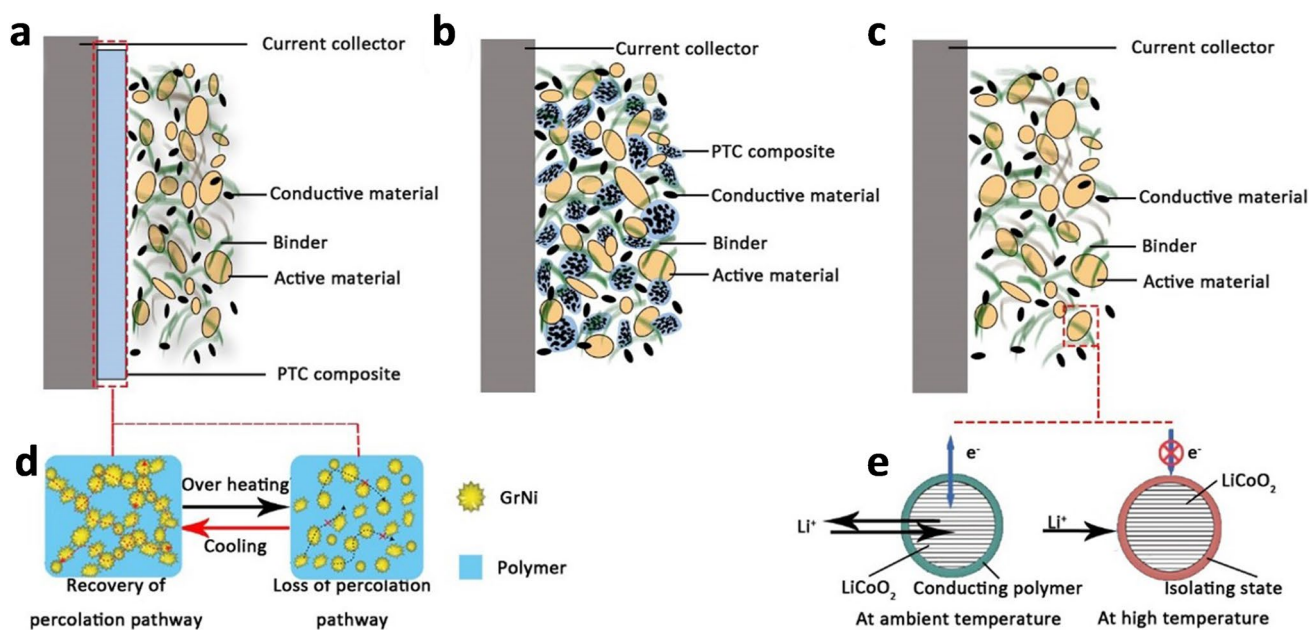 a
Current collector
Conductive material
Binder
Active material
PTC composite
b
Current collector
PTC composite
Conductive material
Binder
Active material
c
Current collector
Conductive material
Binder
Active material
d
Over heating
Cooling
Recovery of
percolation pathway
Loss of percolation
pathway
GrNi
Polymer
e
e⁻
Li⁺
LiCoO₂
Conducting polymer
At ambient temperature
e⁻
LiCoO₂
Li⁺
Isolating state
At high temperature